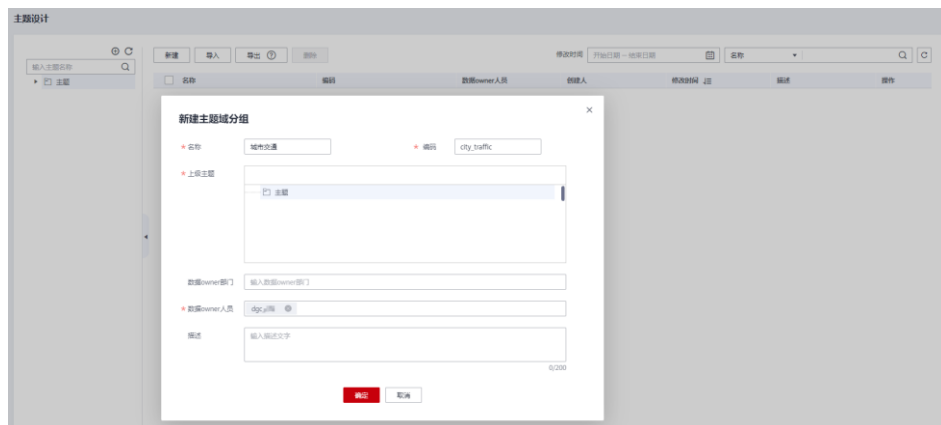 主题设计
新建 导入 导出 删除 修改时间 开始日期 – 结束日期 名称
输入主题名称
主题
名称 编码 数据owner人员 创建人 修改时间 描述 操作
新建主题域分组
* 名称 城市交通 * 编码 city_traffic
* 上级主题
主题
数据owner部门 输入数据owner部门
* 数据owner人员
描述 输入描述文字
0/200
确定 取消